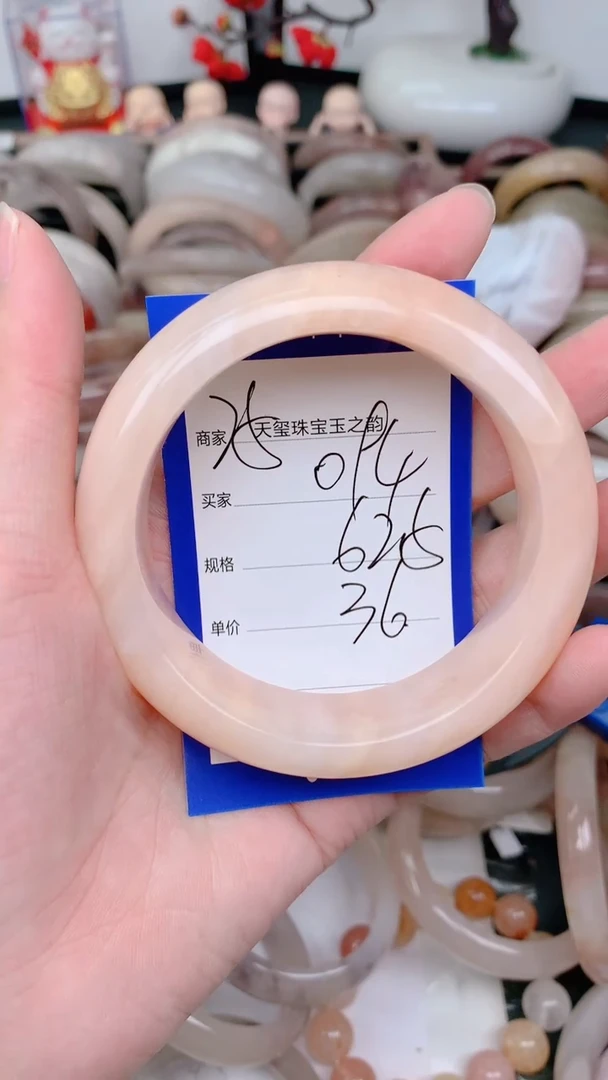 商家 天玺珠宝玉之韵
买家 014
规格 62.5
单价 36